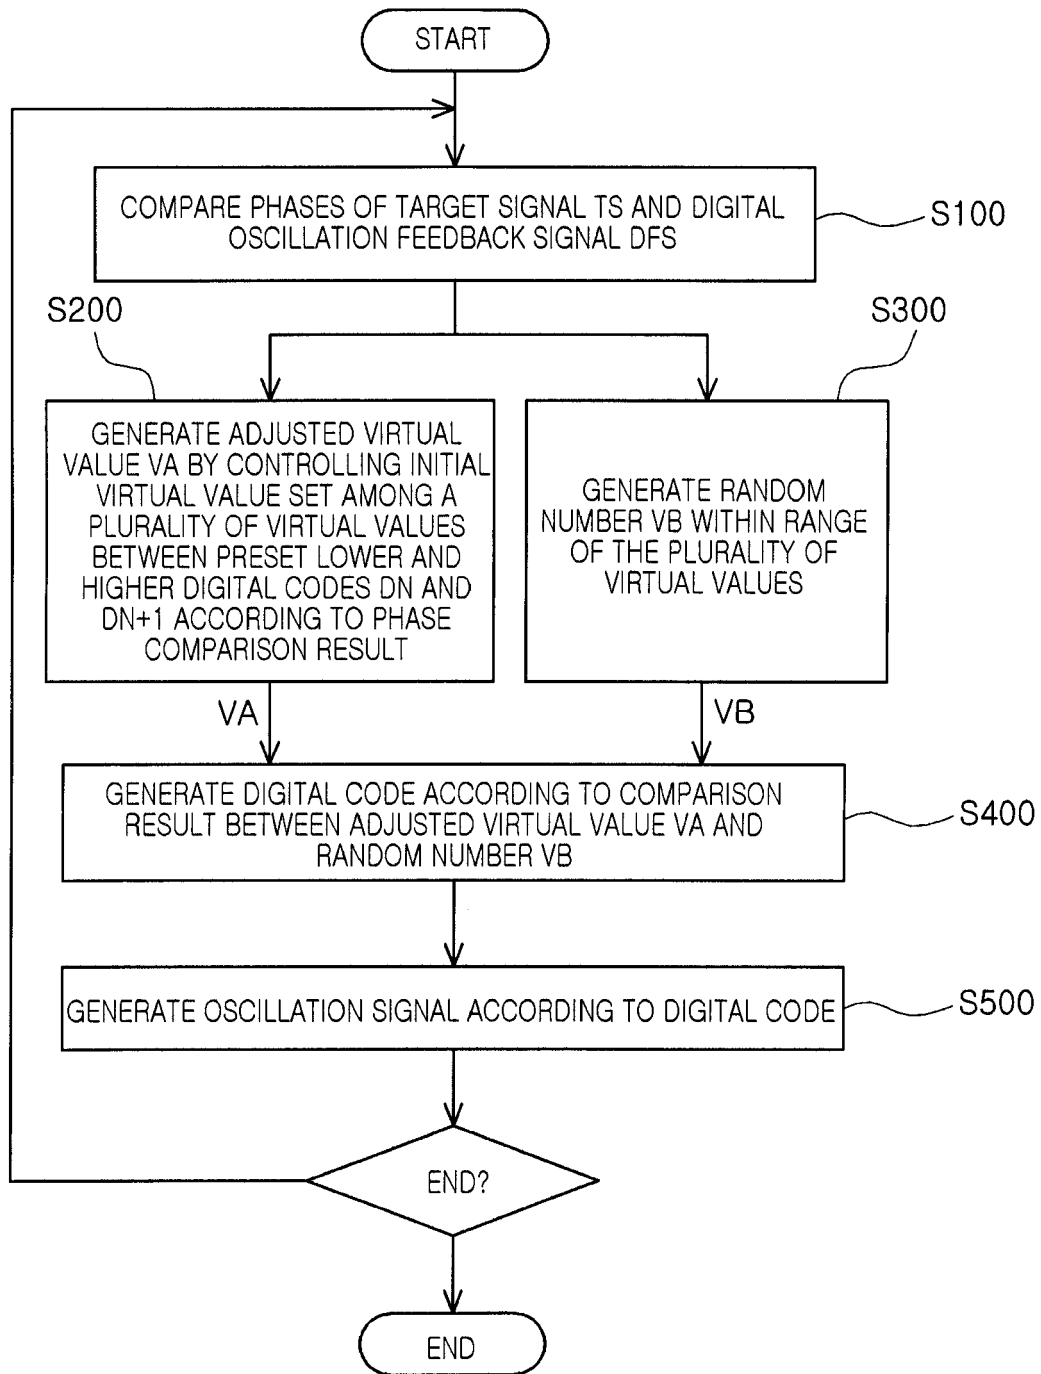 START
COMPARE PHASES OF TARGET SIGNAL TS AND DIGITAL
OSCILLATION FEEDBACK SIGNAL DFS
S100
S200
GENERATE ADJUSTED VIRTUAL
VALUE VA BY CONTROLLING INITIAL
VIRTUAL VALUE SET AMONG A
PLURALITY OF VIRTUAL VALUES
BETWEEN PRESET LOWER AND
HIGHER DIGITAL CODES DN AND
DN+1 ACCORDING TO PHASE
COMPARISON RESULT
S300
GENERATE RANDOM
NUMBER VB WITHIN RANGE
OF THE PLURALITY OF
VIRTUAL VALUES
VA
VB
GENERATE DIGITAL CODE ACCORDING TO COMPARISON
RESULT BETWEEN ADJUSTED VIRTUAL VALUE VA AND
RANDOM NUMBER VB
S400
GENERATE OSCILLATION SIGNAL ACCORDING TO DIGITAL CODE
S500
END?
END